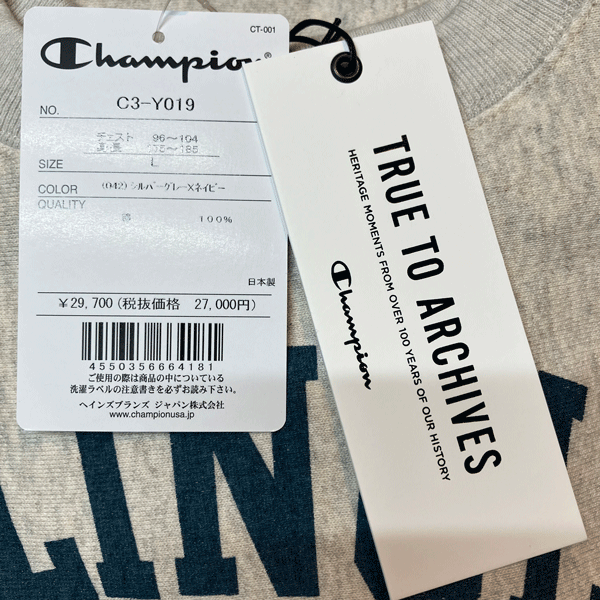 CT-001
Champion
NO. C3-Y019
チェスト 96〜104
身長 175〜185
SIZE L
COLOR (042)シルバーグレーXネイビー
QUALITY
綿 100%
日本製
¥29,700(税抜価格 27,000円)
4550356664181
ご使用の際は商品の中についている
洗濯ラベルの注意書きを必ずお読み下さい。
ヘインズブランズ ジャパン株式会社
www.championusa.jp
TRUE TO ARCHIVES
HERITAGE MOMENTS FROM OVER 100 YEARS OF OUR HISTORY
Champion